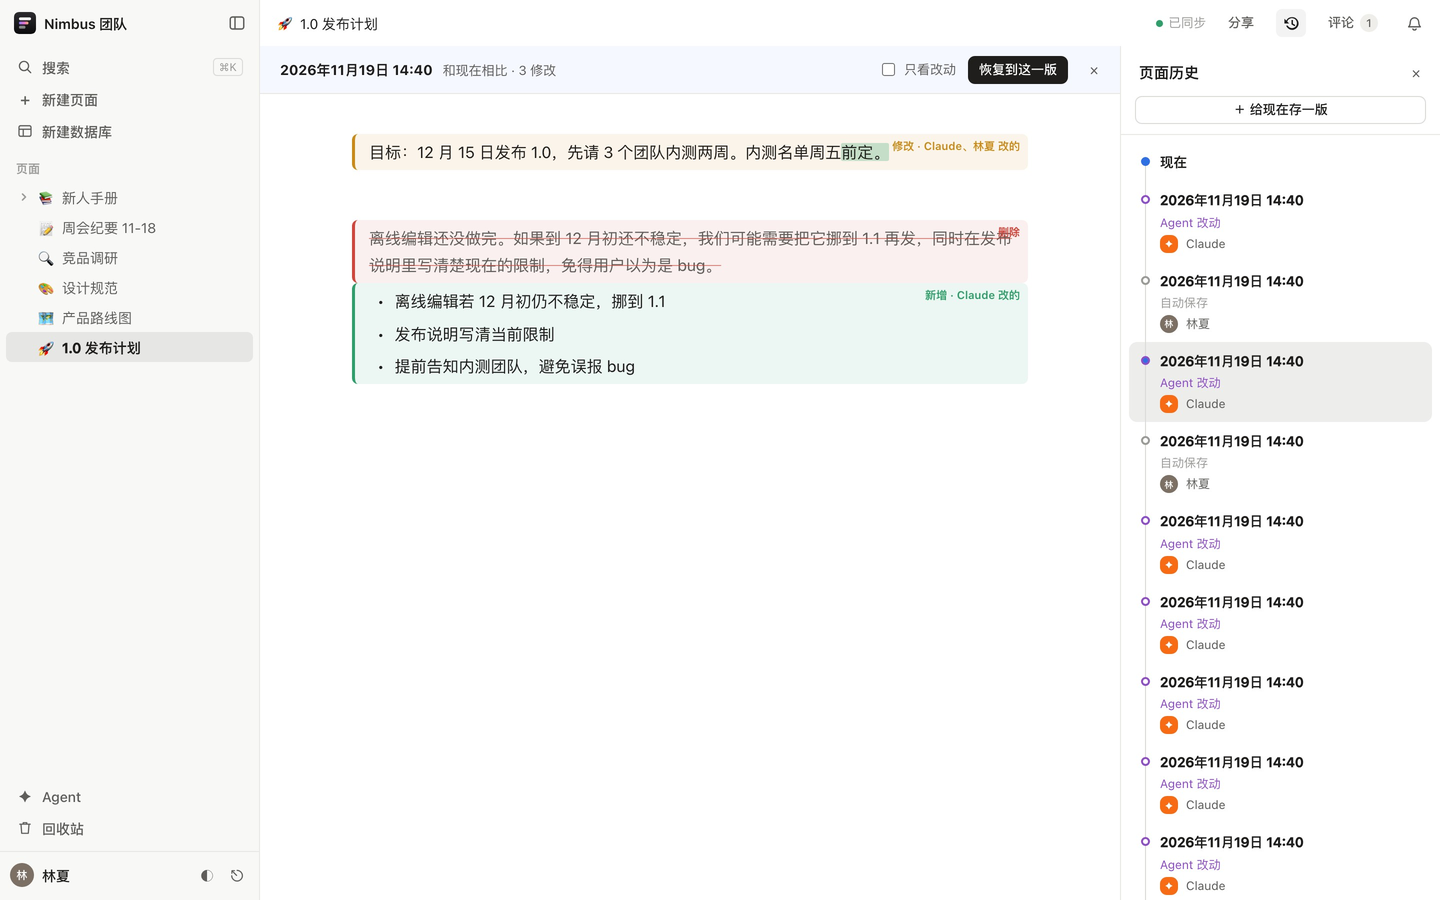 Nimbus 团队
搜索 ⌘K
新建页面
新建数据库
页面
新人手册
周会纪要 11-18
竞品调研
设计规范
产品路线图
1.0 发布计划
Agent
回收站
林 林夏
1.0 发布计划
已同步 分享 评论 1
2026年11月19日 14:40 和现在相比 · 3 修改 只看改动 恢复到这一版 ×
目标：12 月 15 日发布 1.0，先请 3 个团队内测两周。内测名单周五前定。 修改 · Claude、林夏 改的
删除
离线编辑还没做完。如果到 12 月初还不稳定，我们可能需要把它挪到 1.1 再发，同时在发布
说明里写清楚现在的限制，免得用户以为是 bug。
• 离线编辑若 12 月初仍不稳定，挪到 1.1 新增 · Claude 改的
• 发布说明写清当前限制
• 提前告知内测团队，避免误报 bug
页面历史 ×
+ 给现在存一版
现在
2026年11月19日 14:40
Agent 改动
Claude
2026年11月19日 14:40
自动保存
林 林夏
2026年11月19日 14:40
Agent 改动
Claude
2026年11月19日 14:40
自动保存
林 林夏
2026年11月19日 14:40
Agent 改动
Claude
2026年11月19日 14:40
Agent 改动
Claude
2026年11月19日 14:40
Agent 改动
Claude
2026年11月19日 14:40
Agent 改动
Claude
2026年11月19日 14:40
Agent 改动
Claude